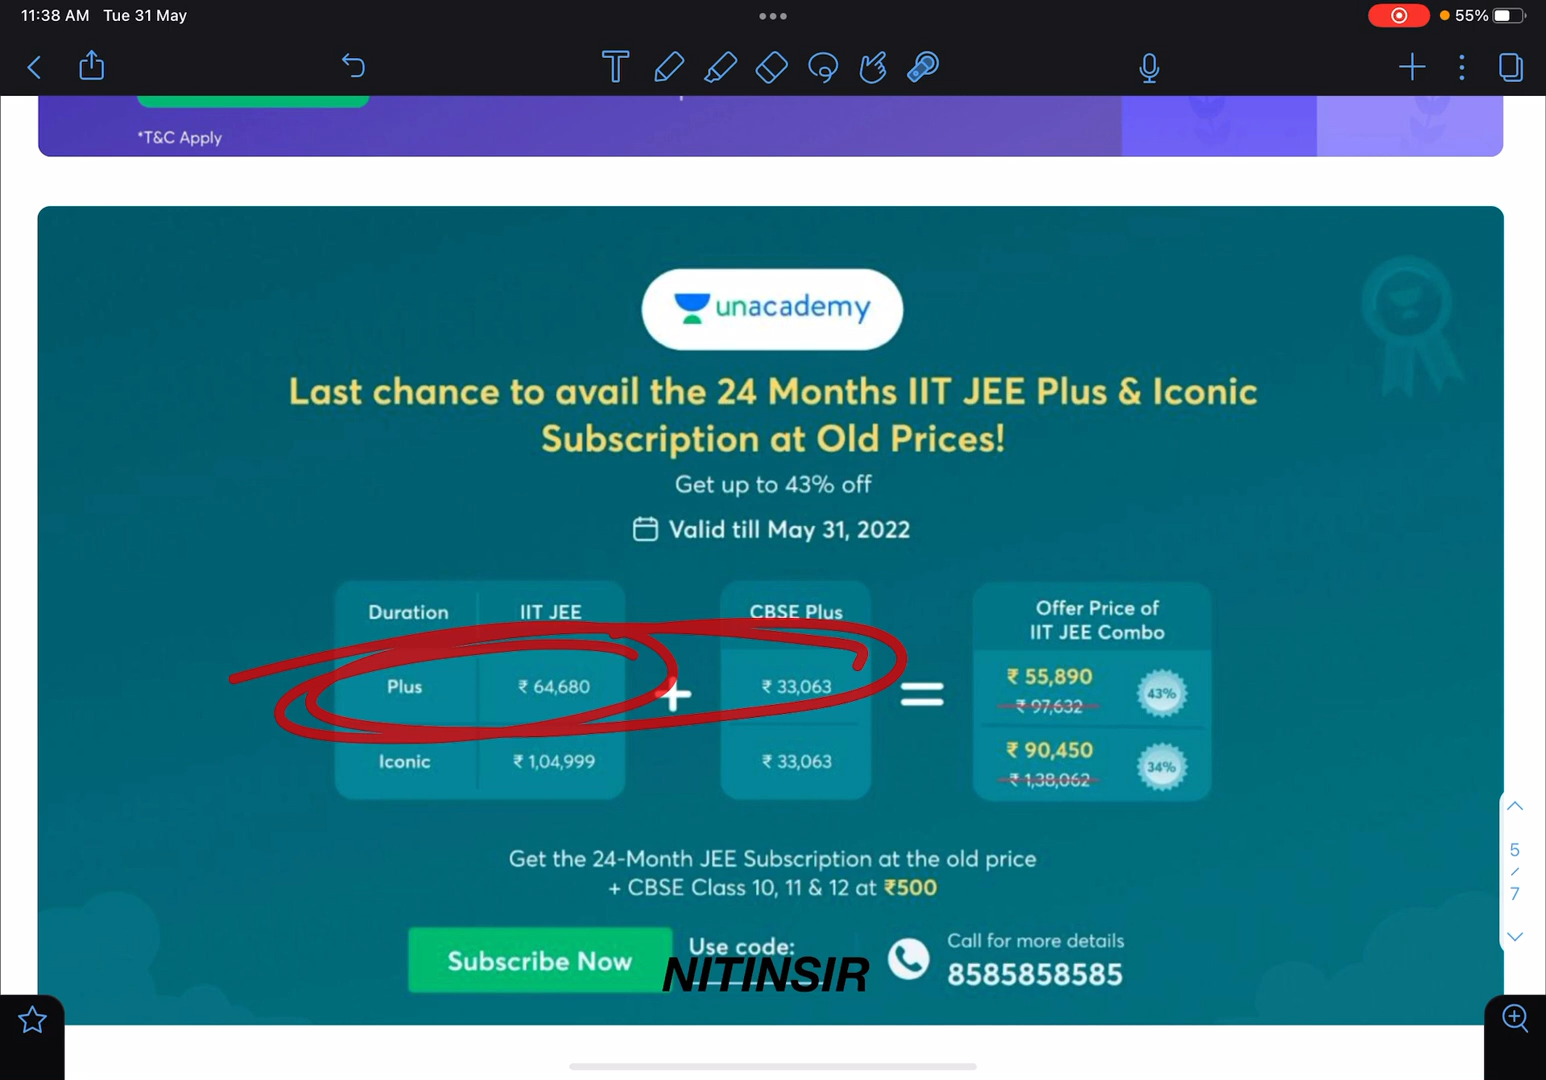 11:38 AM Tue 31 May
55%
*T&C Apply
unacademy
Last chance to avail the 24 Months IIT JEE Plus & Iconic
Subscription at Old Prices!
Get up to 43% off
Valid till May 31, 2022
Duration IIT JEE CBSE Plus Offer Price of
IIT JEE Combo
Plus ₹ 64,680 + ₹ 33,063 = ₹ 55,890
₹ 97,632 43%
Iconic ₹ 1,04,999 ₹ 33,063 ₹ 90,450
₹ 1,38,062 34%
Get the 24-Month JEE Subscription at the old price
+ CBSE Class 10, 11 & 12 at ₹500
Subscribe Now
Use code:
NITINSIR
Call for more details
8585858585
5
/
7